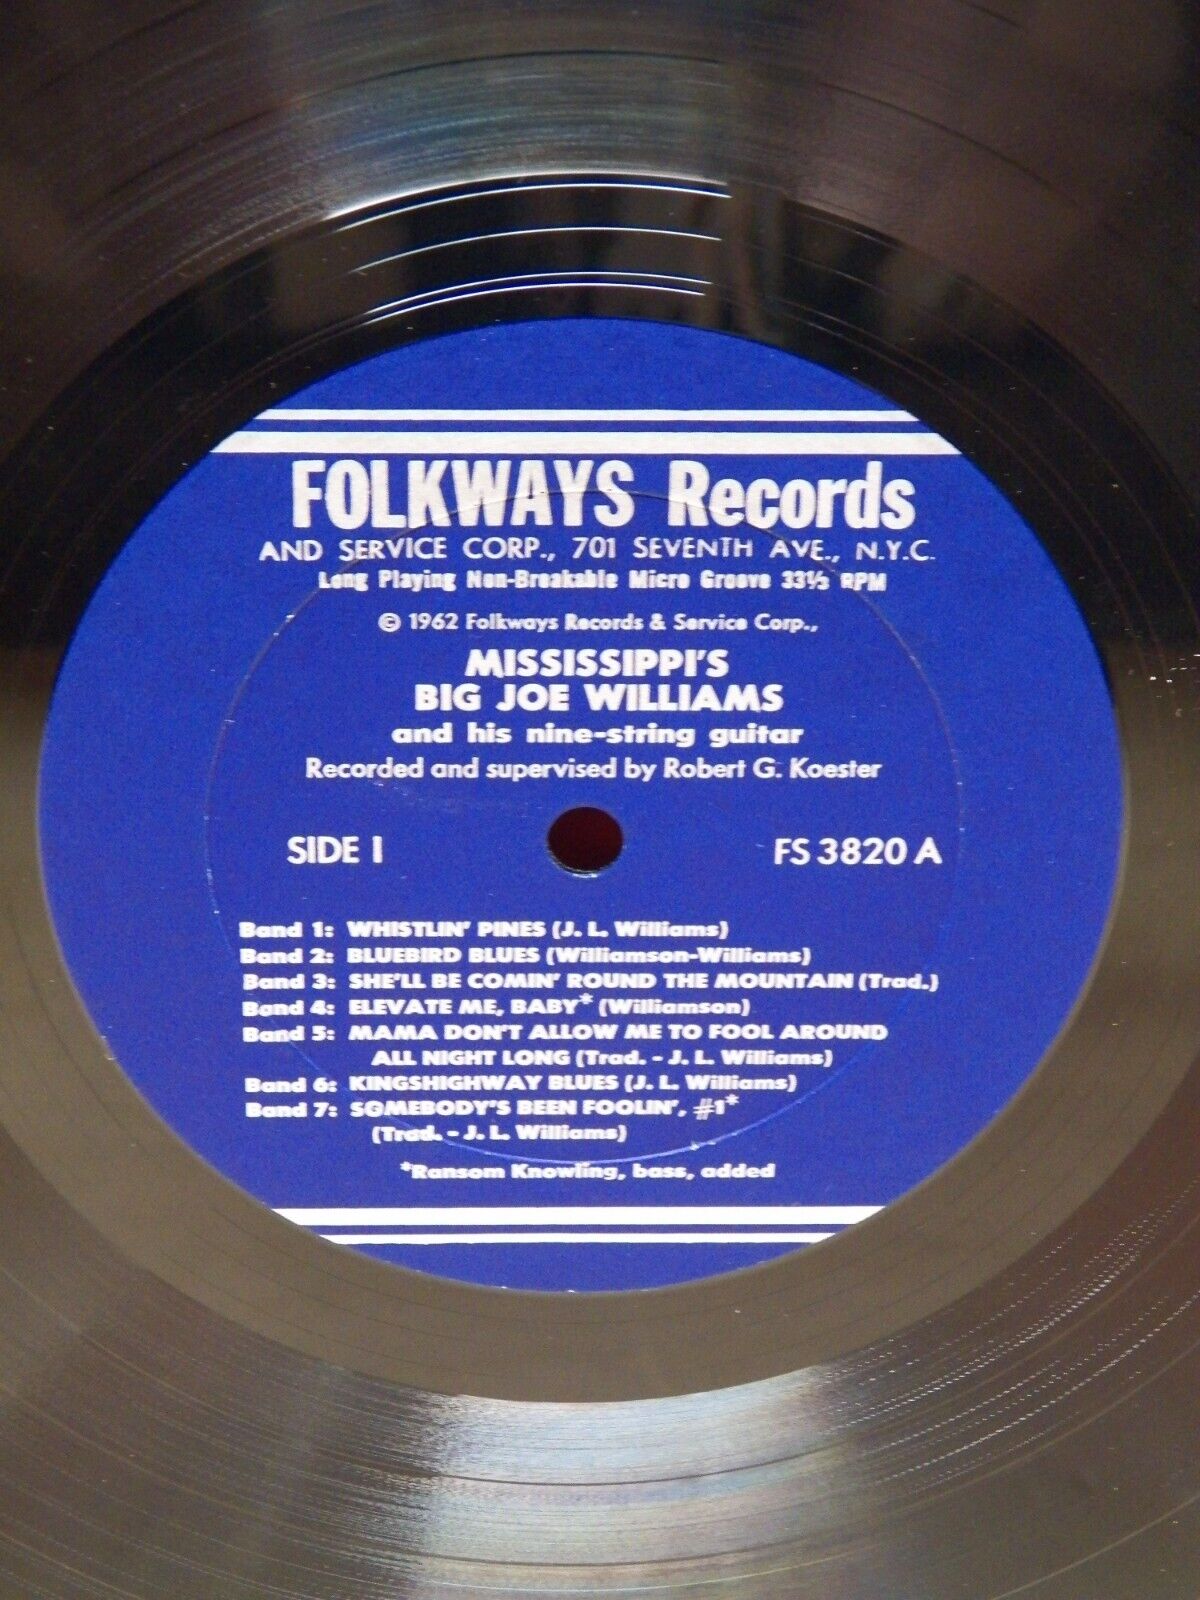 FOLKWAYS Records
AND SERVICE CORP., 701 SEVENTH AVE., N.Y.C.
Long Playing Non-Breakable Micro Groove 33⅓ RPM
© 1962 Folkways Records & Service Corp.,
MISSISSIPPI'S
BIG JOE WILLIAMS
and his nine-string guitar
Recorded and supervised by Robert G. Koester
SIDE I FS 3820 A
Band 1: WHISTLIN' PINES (J. L. Williams)
Band 2: BLUEBIRD BLUES (Williamson-Williams)
Band 3: SHE'LL BE COMIN' ROUND THE MOUNTAIN (Trad.)
Band 4: ELEVATE ME, BABY* (Williamson)
Band 5: MAMA DON'T ALLOW ME TO FOOL AROUND
ALL NIGHT LONG (Trad. - J. L. Williams)
Band 6: KINGSHIGHWAY BLUES (J. L. Williams)
Band 7: SOMEBODY'S BEEN FOOLIN', #1*
(Trad. - J. L. Williams)
*Ransom Knowling, bass, added